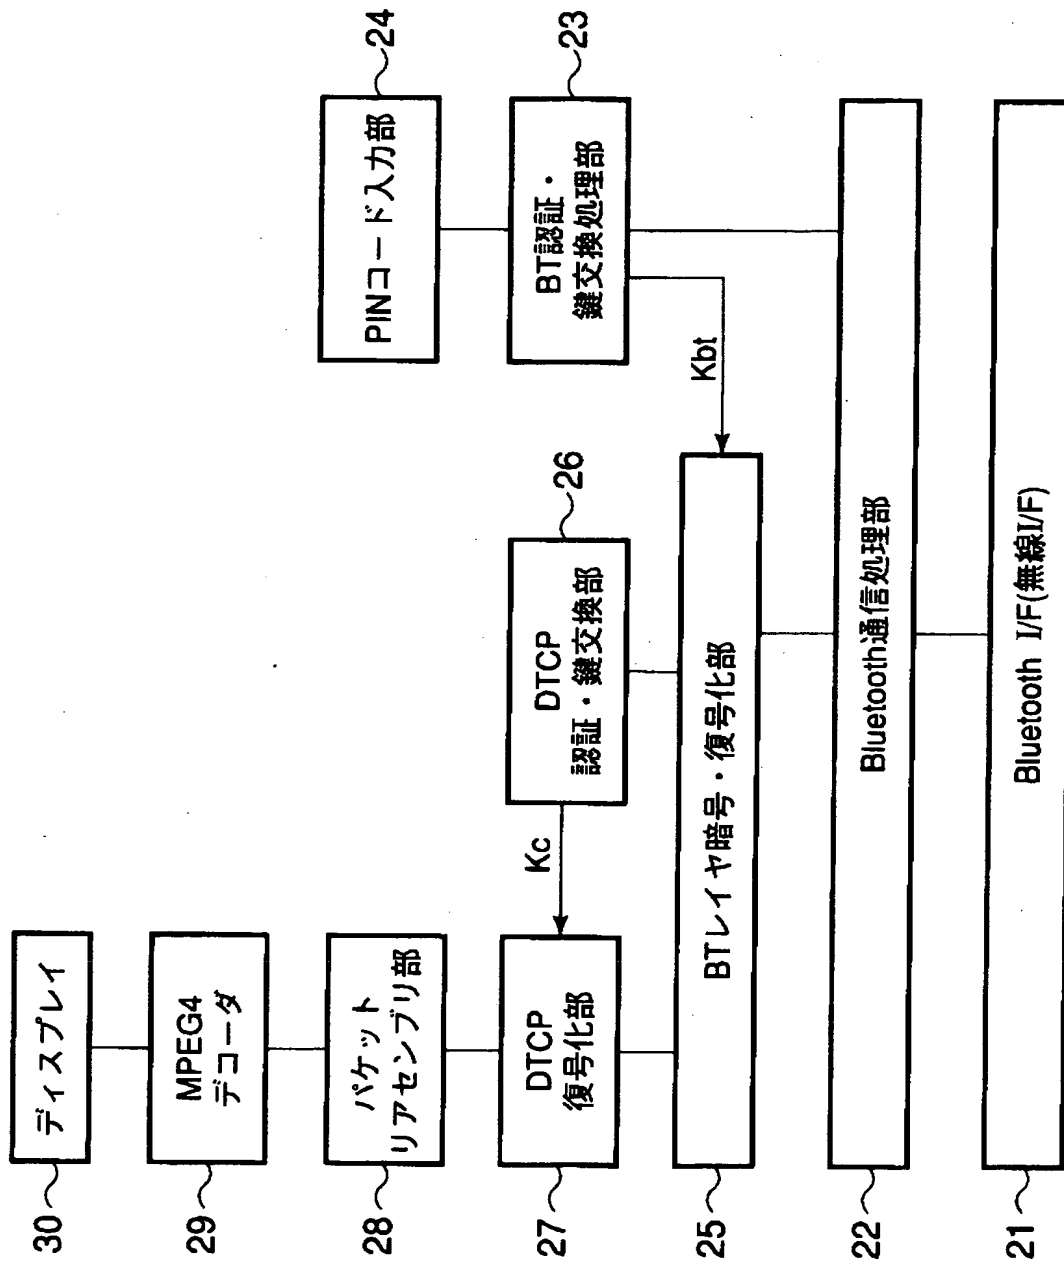 ディスプレイ
30
MPEG4
デコーダ
29
パケット
リアセンブリ部
28
PINコード入力部
24
DTCP
復号化部
27
Kc
DTCP
認証・鍵交換部
26
BT認証・
鍵交換処理部
23
Kbt
BTレイヤ暗号・復号化部
25
Bluetooth通信処理部
22
Bluetooth I/F(無線I/F)
21